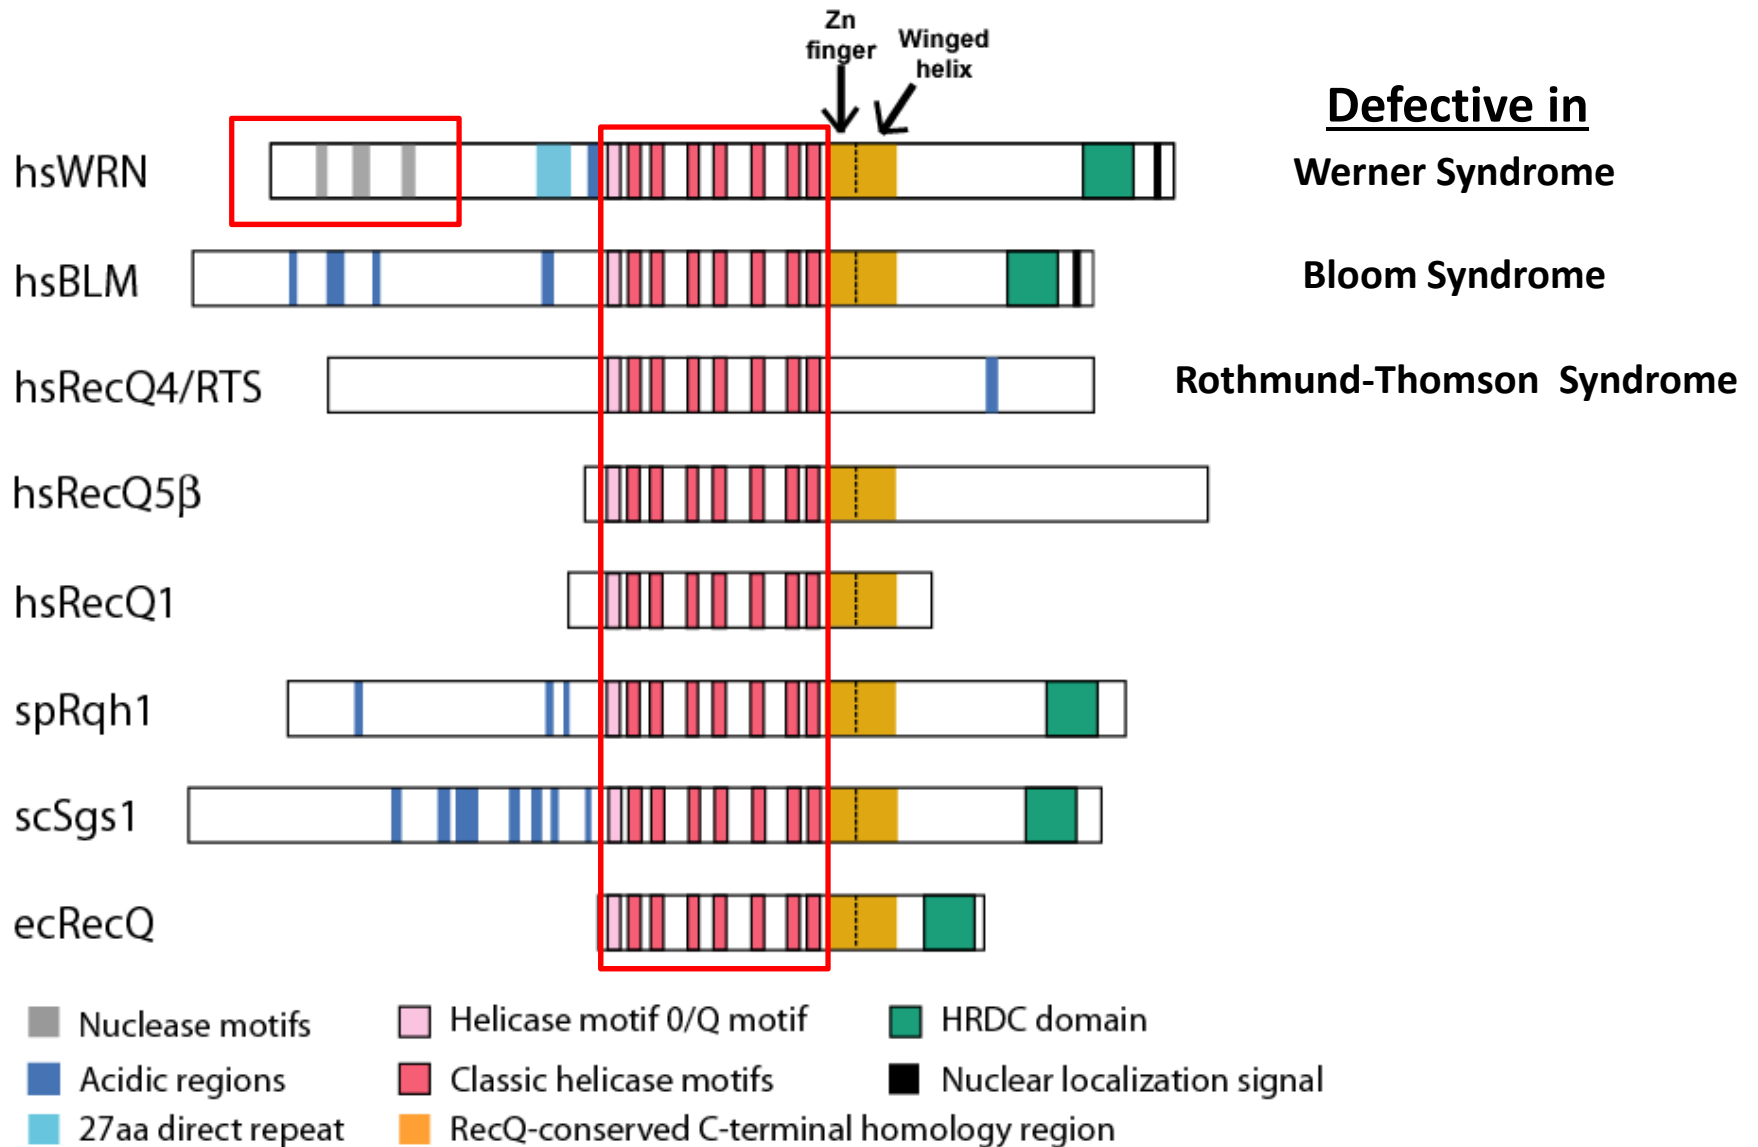 Zn
finger
Winged
helix
Defective in
hsWRN
Werner Syndrome
hsBLM
Bloom Syndrome
hsRecQ4/RTS
Rothmund-Thomson  Syndrome
hsRecQ5β
hsRecQ1
spRqh1
scSgs1
ecRecQ
Nuclease motifs
Helicase motif 0/Q motif
HRDC domain
Acidic regions
Classic helicase motifs
Nuclear localization signal
27aa direct repeat
RecQ-conserved C-terminal homology region